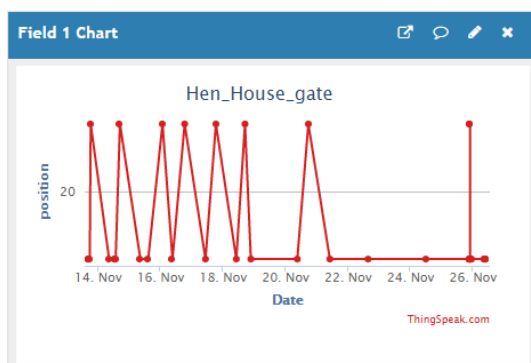 Field 1 Chart
Hen_House_gate
position
20
14. Nov 16. Nov 18. Nov 20. Nov 22. Nov 24. Nov 26. Nov
Date
ThingSpeak.com